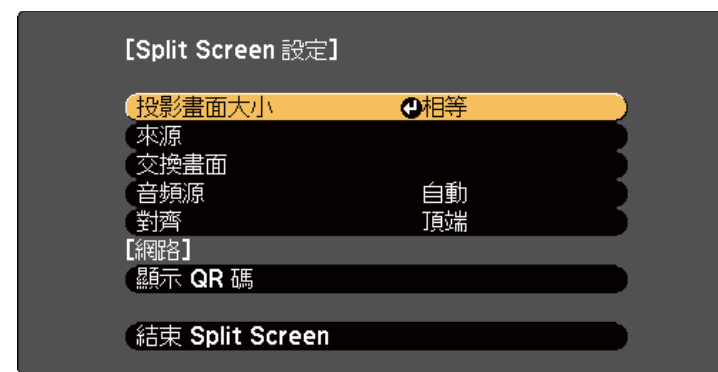 [Split Screen 設定]
投影畫面大小 相等
來源
交換畫面
音頻源 自動
對齊 頂端
[網路]
顯示 QR 碼
結束 Split Screen